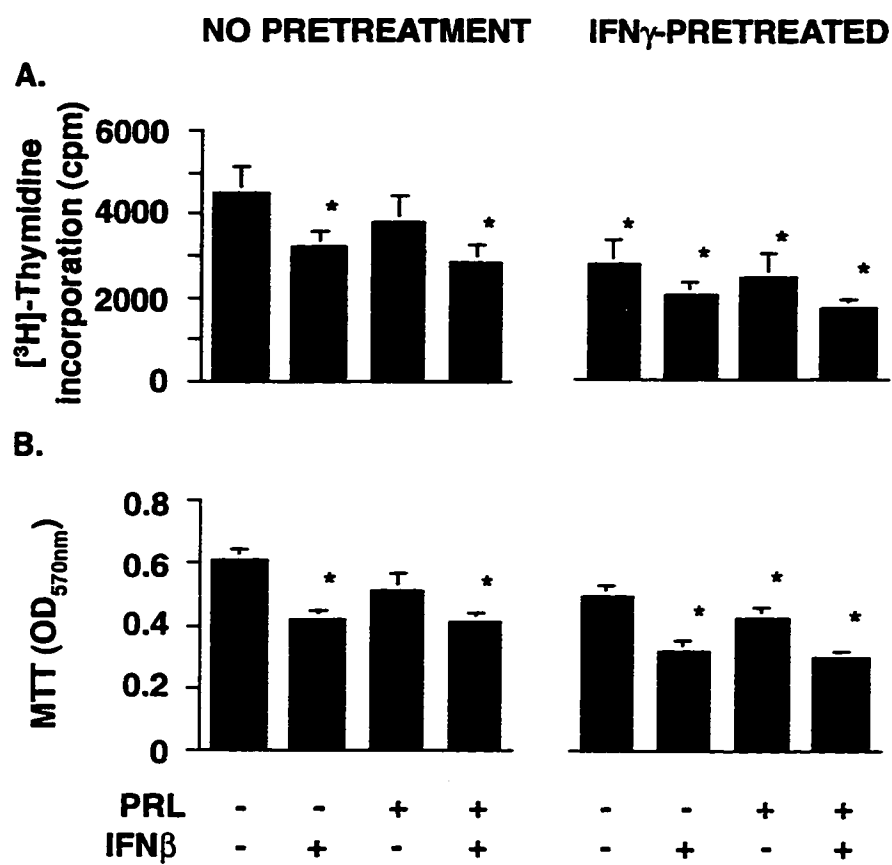 NO PRETREATMENT IFNγ-PRETREATED
A.
[³H]-Thymidine
incorporation (cpm)
6000
4000
2000
0
* * * * * *
B.
MTT (OD570nm)
0.8
0.6
0.4
0.2
0
* * * * *
PRL - - + + - - + +
IFNβ - + - + - + - +